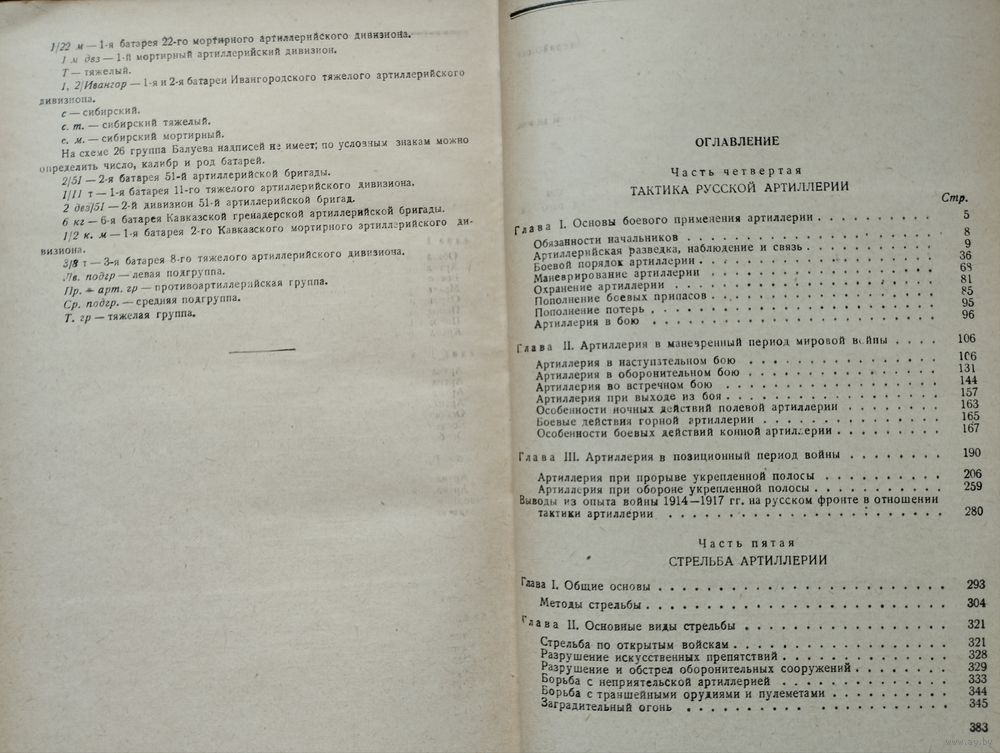 1/22 м — 1-я батарея 22-го мортирного артиллерийского дивизиона.
1 м двз — 1-й мортирный артиллерийский дивизион.
Т — тяжелый.
1, 2/Ивангор — 1-я и 2-я батареи Ивангородского тяжелого артиллерийского
дивизиона.
с — сибирский.
с. т. — сибирский тяжелый.
с. м. — сибирский мортирный.
На схеме 26 группа Балуева надписей не имеет; по условным знакам можно
определить число, калибр и род батарей.
2/51 — 2-я батарея 51-й артиллерийской бригады.
1/11 т — 1-я батарея 11-го тяжелого артиллерийского дивизиона.
2 двз/51 — 2-й дивизион 51-й артиллерийской бригад.
6 кг — 6-я батарея Кавказской гренадерской артиллерийской бригады.
1/2 к. м — 1-я батарея 2-го Кавказского мортирного артиллерийского ди-
визиона.
3/8 т — 3-я батарея 8-го тяжелого артиллерийского дивизиона.
Лв. подгр — левая подгруппа.
Пр. - арт. гр — противоартиллерийская группа.
Ср. подгр. — средняя подгруппа.
Т. гр — тяжелая группа.
ОГЛАВЛЕНИЕ
Часть четвертая
ТАКТИКА РУССКОЙ АРТИЛЛЕРИИ
Стр.
Глава I. Основы боевого применения артиллерии . . . . . . . . . . 5
Обязанности начальников . . . . . . . . . . 8
Артиллерийская разведка, наблюдение и связь . . . . . . . . . . 9
Боевой порядок артиллерии . . . . . . . . . . 36
Маневрирование артиллерии . . . . . . . . . . 68
Охранение артиллерии . . . . . . . . . . 81
Пополнение боевых припасов . . . . . . . . . . 85
Пополнение потерь . . . . . . . . . . 95
Артиллерия в бою . . . . . . . . . . 96
Глава II. Артиллерия в маневренный период мировой войны . . . . 106
Артиллерия в наступательном бою . . . . . . . . . . 106
Артиллерия в оборонительном бою . . . . . . . . . . 131
Артиллерия во встречном бою . . . . . . . . . . 144
Артиллерия при выходе из боя . . . . . . . . . . 157
Особенности ночных действий полевой артиллерии . . . . . . . . 163
Боевые действия горной артиллерии . . . . . . . . . . 165
Особенности боевых действий конной артиллерии . . . . . . . . 167
Глава III. Артиллерия в позиционный период войны . . . . . . . . 190
Артиллерия при прорыве укрепленной полосы . . . . . . . . 206
Артиллерия при обороне укрепленной полосы . . . . . . . . 259
Выводы из опыта войны 1914—1917 гг. на русском фронте в отношении
тактики артиллерии . . . . . . . . . . 280
Часть пятая
СТРЕЛЬБА АРТИЛЛЕРИИ
Глава I. Общие основы . . . . . . . . . . 293
Методы стрельбы . . . . . . . . . . 304
Глава II. Основные виды стрельбы . . . . . . . . . . 321
Стрельба по открытым войскам . . . . . . . . . . 321
Разрушение искусственных препятствий . . . . . . . . . . 328
Разрушение и обстрел оборонительных сооружений . . . . . . . 329
Борьба с неприятельской артиллерией . . . . . . . . . . 333
Борьба с траншейными орудиями и пулеметами . . . . . . . . 344
Заградительный огонь . . . . . . . . . . 345
383
www.ay.by